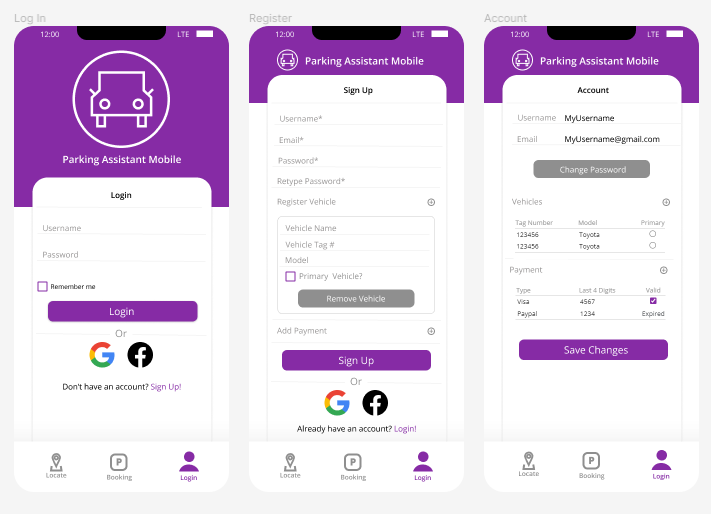 Log In
12:00
LTE
Parking Assistant Mobile
Login
Username
Password
Remember me
Login
Or
Don't have an account? Sign Up!
Locate
P
Booking
Login
Register
12:00
LTE
Parking Assistant Mobile
Sign Up
Username*
Email*
Password*
Retype Password*
Register Vehicle
Vehicle Name
Vehicle Tag #
Model
Primary Vehicle?
Remove Vehicle
Add Payment
Sign Up
Or
Already have an account? Login!
Locate
P
Booking
Login
Account
12:00
LTE
Parking Assistant Mobile
Account
Username MyUsername
Email MyUsername@gmail.com
Change Password
Vehicles
Tag Number Model Primary
123456 Toyota
123456 Toyota
Payment
Type Last 4 Digits Valid
Visa 4567
Paypal 1234 Expired
Save Changes
Locate
P
Booking
Login